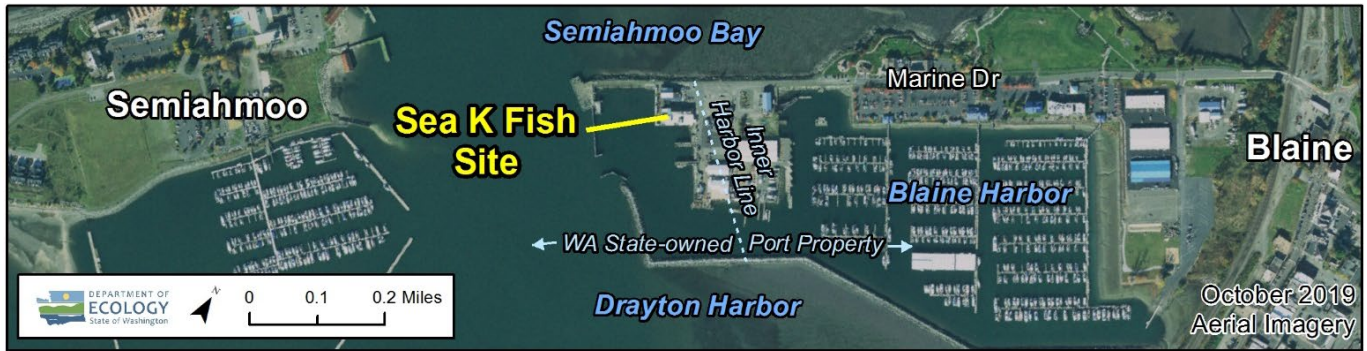 Semiahmoo Bay
Marine Dr
Semiahmoo
Sea K Fish
Site
Inner
Harbor Line
Blaine
Blaine Harbor
WA State-owned
Port Property
Drayton Harbor
DEPARTMENT OF
ECOLOGY
State of Washington
0 0.1 0.2 Miles
October 2019
Aerial Imagery